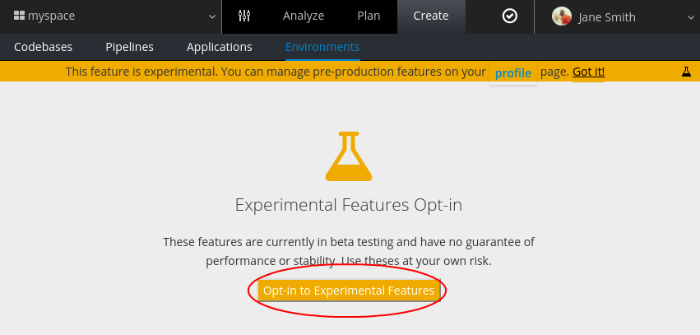 myspace
Analyze
Plan
Create
Jane Smith
Codebases
Pipelines
Applications
Environments
This feature is experimental. You can manage pre-production features on your profile page. Got it!
Experimental Features Opt-in
These features are currently in beta testing and have no guarantee of
performance or stability. Use theses at your own risk.
Opt-in to Experimental Features